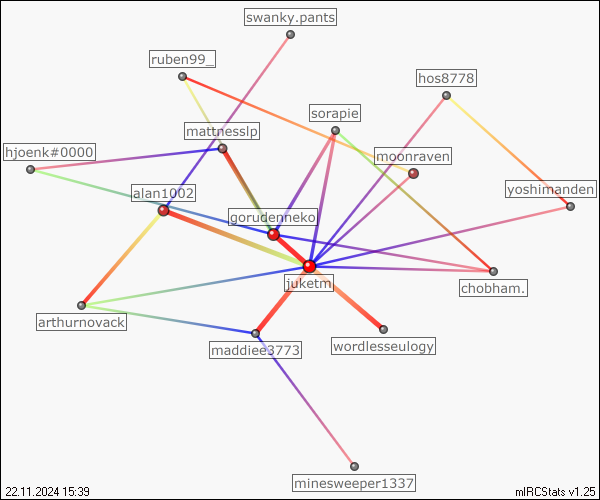 swanky.pants
ruben99_
hos8778
sorapie
mattnesslp
hjoenk#0000
moonraven
alan1002
yoshimanden
gorudenneko
juketm
chobham.
arthurnovack
maddiee3773
wordlesseulogy
minesweeper1337
22.11.2024 15:39
mIRCStats v1.25